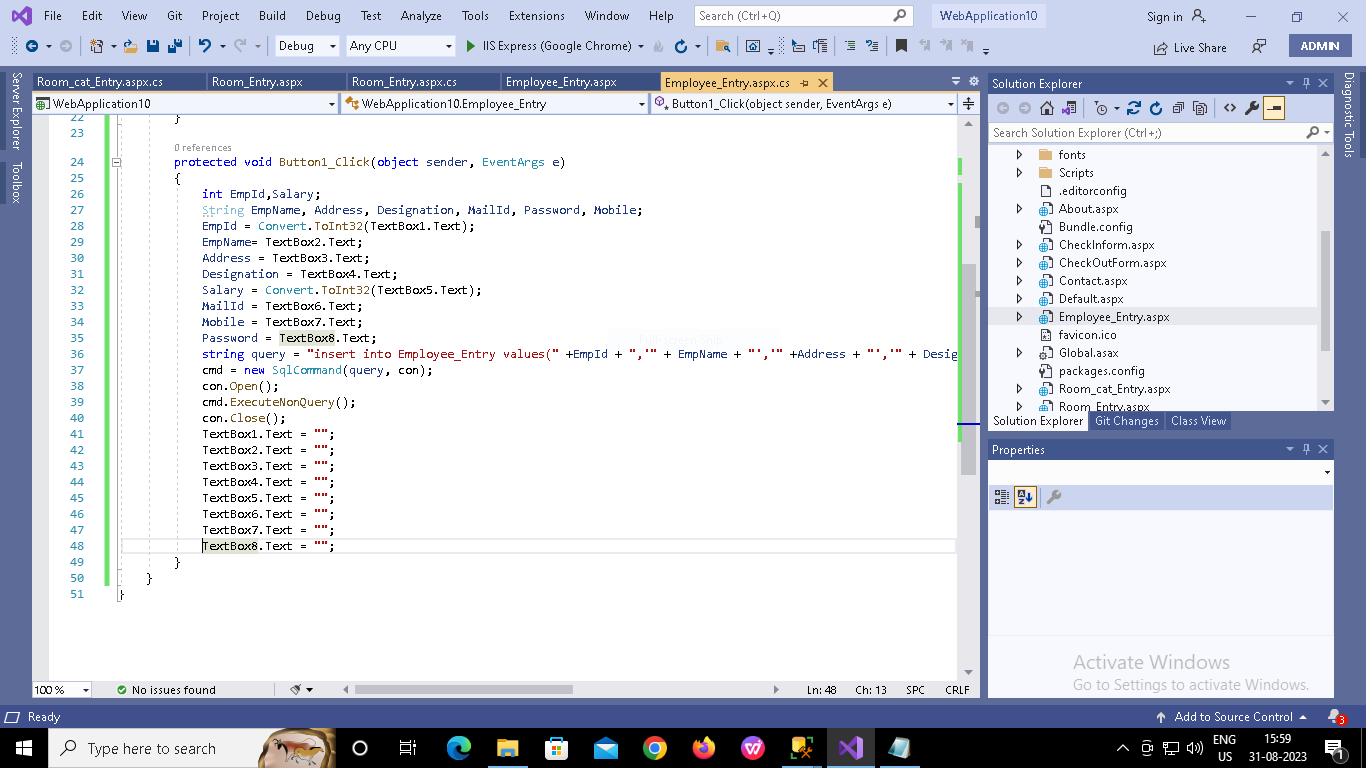 File Edit View Git Project Build Debug Test Analyze Tools Extensions Window Help Search (Ctrl+Q) WebApplication10 Sign in
Debug Any CPU IIS Express (Google Chrome) Live Share ADMIN
Server Explorer
Toolbox
Room_cat_Entry.aspx.cs Room_Entry.aspx Room_Entry.aspx.cs Employee_Entry.aspx Employee_Entry.aspx.cs
WebApplication10 WebApplication10.Employee_Entry Button1_Click(object sender, EventArgs e)
22 }
23
0 references
24 protected void Button1_Click(object sender, EventArgs e)
25 {
26 int EmpId,Salary;
27 String EmpName, Address, Designation, MailId, Password, Mobile;
28 EmpId = Convert.ToInt32(TextBox1.Text);
29 EmpName= TextBox2.Text;
30 Address = TextBox3.Text;
31 Designation = TextBox4.Text;
32 Salary = Convert.ToInt32(TextBox5.Text);
33 MailId = TextBox6.Text;
34 Mobile = TextBox7.Text;
35 Password = TextBox8.Text;
36 string query = "insert into Employee_Entry values(" +EmpId + ",'" + EmpName + "','" +Address + "','" + Desig
37 cmd = new SqlCommand(query, con);
38 con.Open();
39 cmd.ExecuteNonQuery();
40 con.Close();
41 TextBox1.Text = "";
42 TextBox2.Text = "";
43 TextBox3.Text = "";
44 TextBox4.Text = "";
45 TextBox5.Text = "";
46 TextBox6.Text = "";
47 TextBox7.Text = "";
48 TextBox8.Text = "";
49 }
50 }
51 }
100 % No issues found Ln: 48 Ch: 13 SPC CRLF
Solution Explorer
Search Solution Explorer (Ctrl+;)
fonts
Scripts
.editorconfig
About.aspx
Bundle.config
CheckInform.aspx
CheckOutForm.aspx
Contact.aspx
Default.aspx
Employee_Entry.aspx
favicon.ico
Global.asax
packages.config
Room_cat_Entry.aspx
Room_Entry.aspx
Solution Explorer Git Changes Class View
Properties
Diagnostic Tools
Activate Windows
Go to Settings to activate Windows.
Ready Add to Source Control 3
Type here to search ENG US 15:59 31-08-2023 1